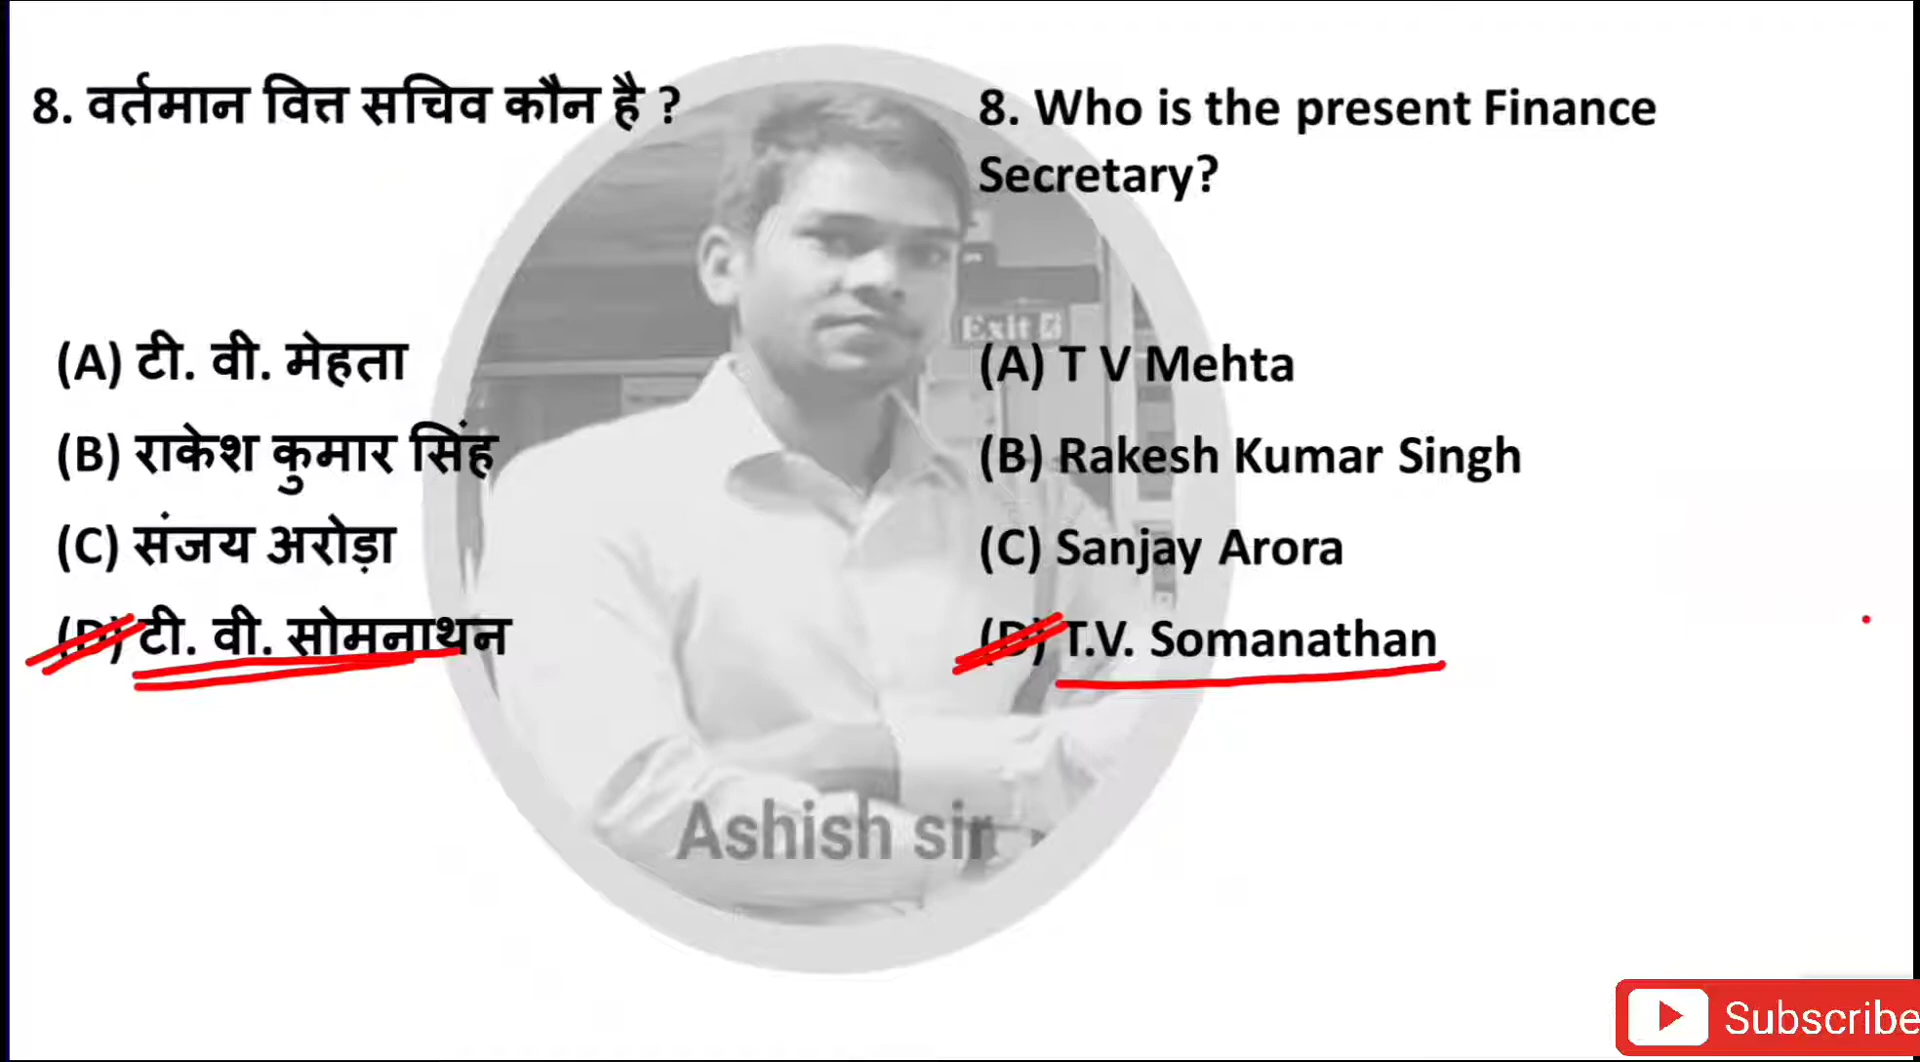 8. वर्तमान वित्त सचिव कौन है ?
(A) टी. वी. मेहता
(B) राकेश कुमार सिंह
(C) संजय अरोड़ा
(D) टी. वी. सोमनाथन
8. Who is the present Finance
Secretary?
Exit
(A) T V Mehta
(B) Rakesh Kumar Singh
(C) Sanjay Arora
(D) T.V. Somanathan
Ashish sir
Subscribe